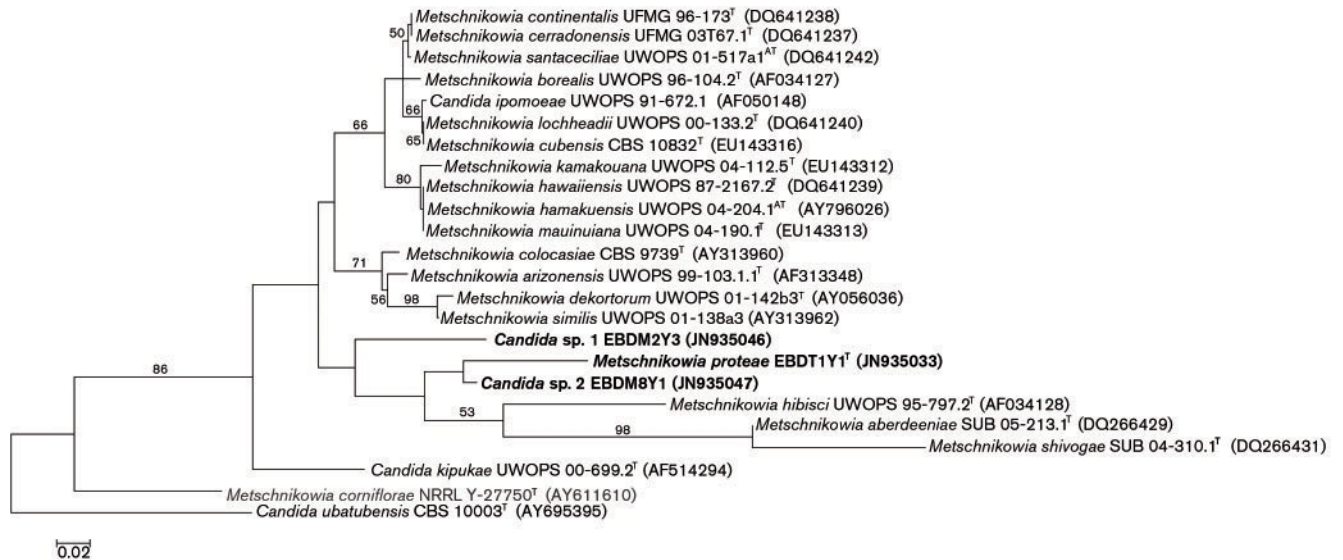 Metschnikowia continentalis UFMG 96-173T (DQ641238)
50
Metschnikowia cerradonensis UFMG 03T67.1T (DQ641237)
Metschnikowia santaceciliae UWOPS 01-517a1AT (DQ641242)
Metschnikowia borealis UWOPS 96-104.2T (AF034127)
Candida ipomoeae UWOPS 91-672.1 (AF050148)
66
Metschnikowia lochheadii UWOPS 00-133.2T (DQ641240)
66
65
Metschnikowia cubensis CBS 10832T (EU143316)
Metschnikowia kamakouana UWOPS 04-112.5T (EU143312)
80
Metschnikowia hawaiiensis UWOPS 87-2167.2T (DQ641239)
Metschnikowia hamakuensis UWOPS 04-204.1AT (AY796026)
Metschnikowia mauinuiana UWOPS 04-190.1T (EU143313)
Metschnikowia colocasiae CBS 9739T (AY313960)
71
Metschnikowia arizonensis UWOPS 99-103.1.1T (AF313348)
56
98
Metschnikowia dekortorum UWOPS 01-142b3T (AY056036)
Metschnikowia similis UWOPS 01-138a3 (AY313962)
Candida sp. 1 EBDM2Y3 (JN935046)
Metschnikowia proteae EBDT1Y1T (JN935033)
86
Candida sp. 2 EBDM8Y1 (JN935047)
Metschnikowia hibisci UWOPS 95-797.2T (AF034128)
53
Metschnikowia aberdeeniae SUB 05-213.1T (DQ266429)
98
Metschnikowia shivogae SUB 04-310.1T (DQ266431)
Candida kipukae UWOPS 00-699.2T (AF514294)
Metschnikowia corniflorae NRRL Y-27750T (AY611610)
Candida ubatubensis CBS 10003T (AY695395)
0.02